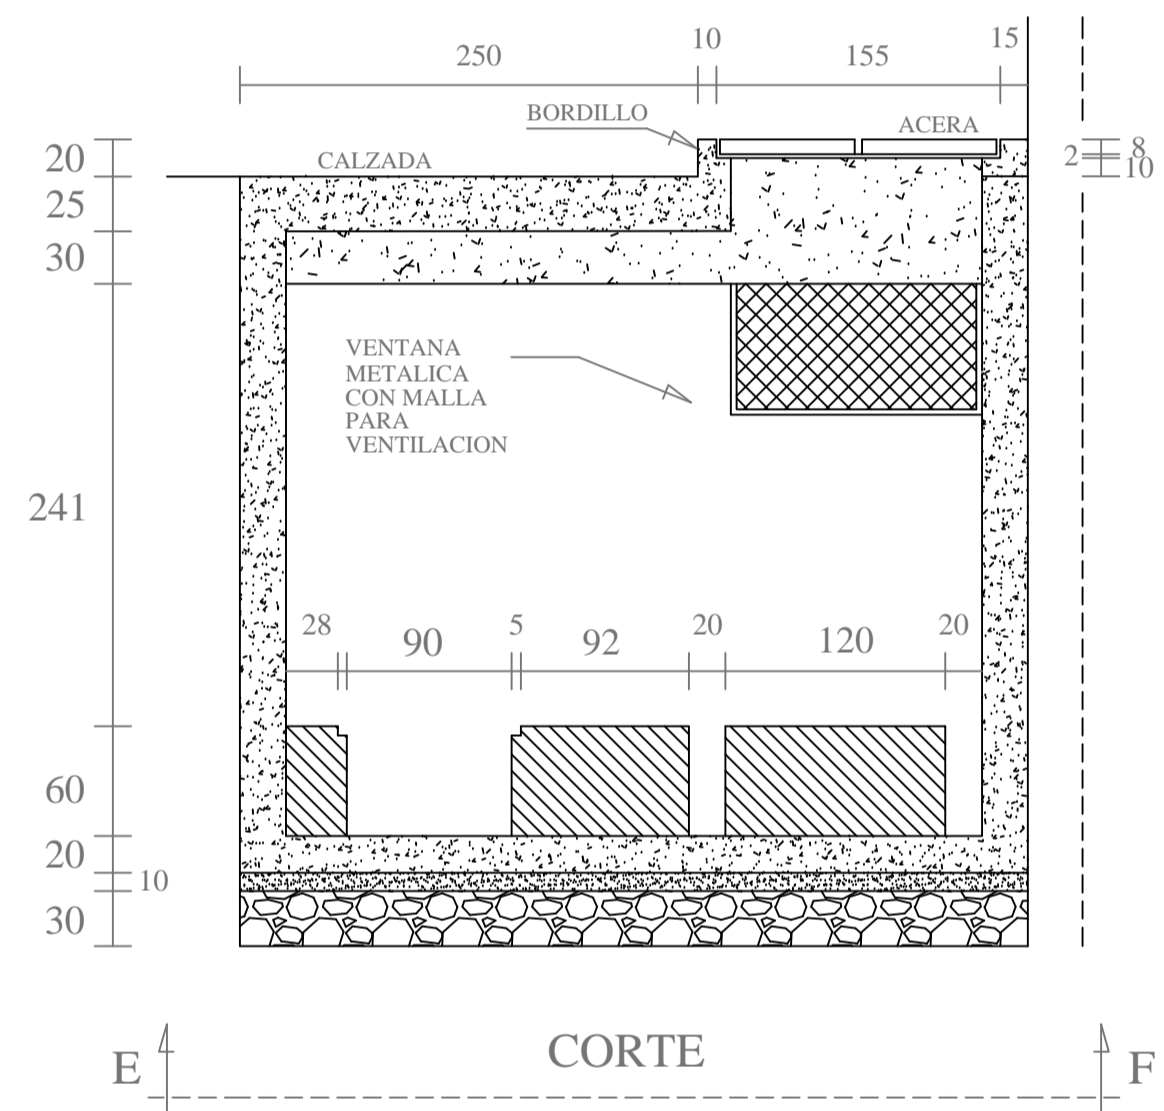 250
10
155
15
BORDILLO
ACERA
CALZADA
20
25
30
2
8
10
VENTANA
METALICA
CON MALLA
PARA
VENTILACION
241
28
90
5
92
20
120
20
60
20
10
30
CORTE
E
F